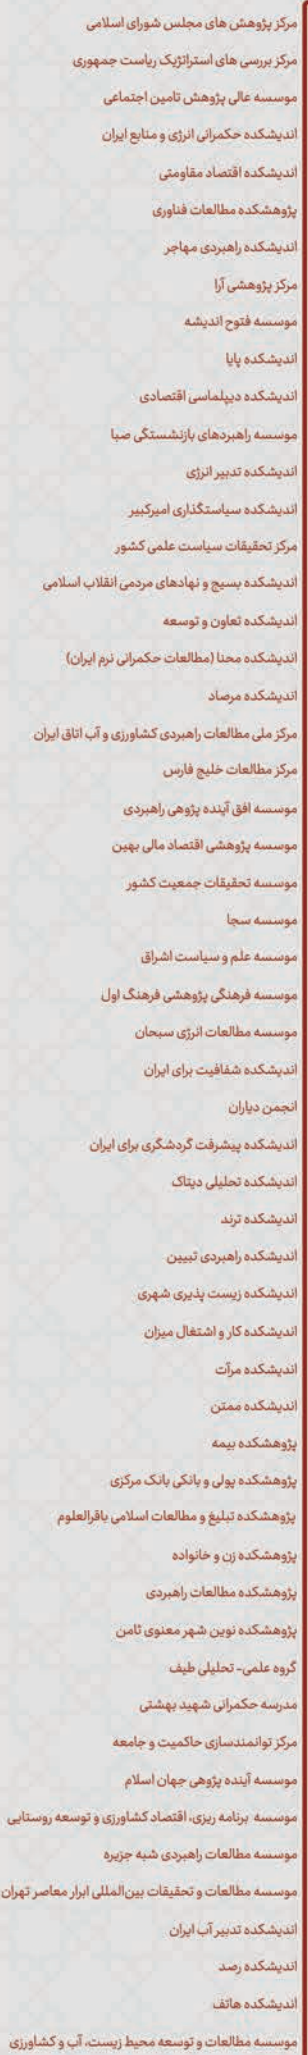 مرکز پژوهش های مجلس شورای اسلامی
مرکز بررسی های استراتژیک ریاست جمهوری
موسسه عالی پژوهش تامین اجتماعی
اندیشکده حکمرانی انرژی و منابع ایران
اندیشکده اقتصاد مقاومتی
پژوهشکده مطالعات فناوری
اندیشکده راهبردی مهاجر
مرکز پژوهشی آرا
موسسه فتوح اندیشه
اندیشکده پایا
اندیشکده دیپلماسی اقتصادی
موسسه راهبردهای بازنشستگی صبا
اندیشکده تدبیر انرژی
اندیشکده سیاستگذاری امیرکبیر
مرکز تحقیقات سیاست علمی کشور
اندیشکده بسیج و نهادهای مردمی انقلاب اسلامی
اندیشکده تعاون و توسعه
اندیشکده محنا (مطالعات حکمرانی نرم ایران)
اندیشکده مرصاد
مرکز ملی مطالعات راهبردی کشاورزی و آب اتاق ایران
مرکز مطالعات خلیج فارس
موسسه افق آینده پژوهی راهبردی
موسسه پژوهشی اقتصاد مالی بهین
موسسه تحقیقات جمعیت کشور
موسسه سجا
موسسه علم و سیاست اشراق
موسسه فرهنگی پژوهشی فرهنگ اول
موسسه مطالعات انرژی سبحان
اندیشکده شفافیت برای ایران
انجمن دیاران
اندیشکده پیشرفت گردشگری برای ایران
اندیشکده تحلیلی دیتاک
اندیشکده ترند
اندیشکده راهبردی تبیین
اندیشکده زیست پذیری شهری
اندیشکده کار و اشتغال میزان
اندیشکده مرآت
اندیشکده ممتن
پژوهشکده بیمه
پژوهشکده پولی و بانکی بانک مرکزی
پژوهشکده تبلیغ و مطالعات اسلامی باقرالعلوم
پژوهشکده زن و خانواده
پژوهشکده مطالعات راهبردی
پژوهشکده نوین شهر معنوی ثامن
گروه علمی- تحلیلی طیف
مدرسه حکمرانی شهید بهشتی
مرکز توانمندسازی حاکمیت و جامعه
موسسه آینده پژوهی جهان اسلام
موسسه برنامه ریزی، اقتصاد کشاورزی و توسعه روستایی
موسسه مطالعات راهبردی شبه جزیره
موسسه مطالعات و تحقیقات بین‌المللی ابرار معاصر تهران
اندیشکده تدبیر آب ایران
اندیشکده رصد
اندیشکده هاتف
موسسه مطالعات و توسعه محیط زیست، آب و کشاورزی